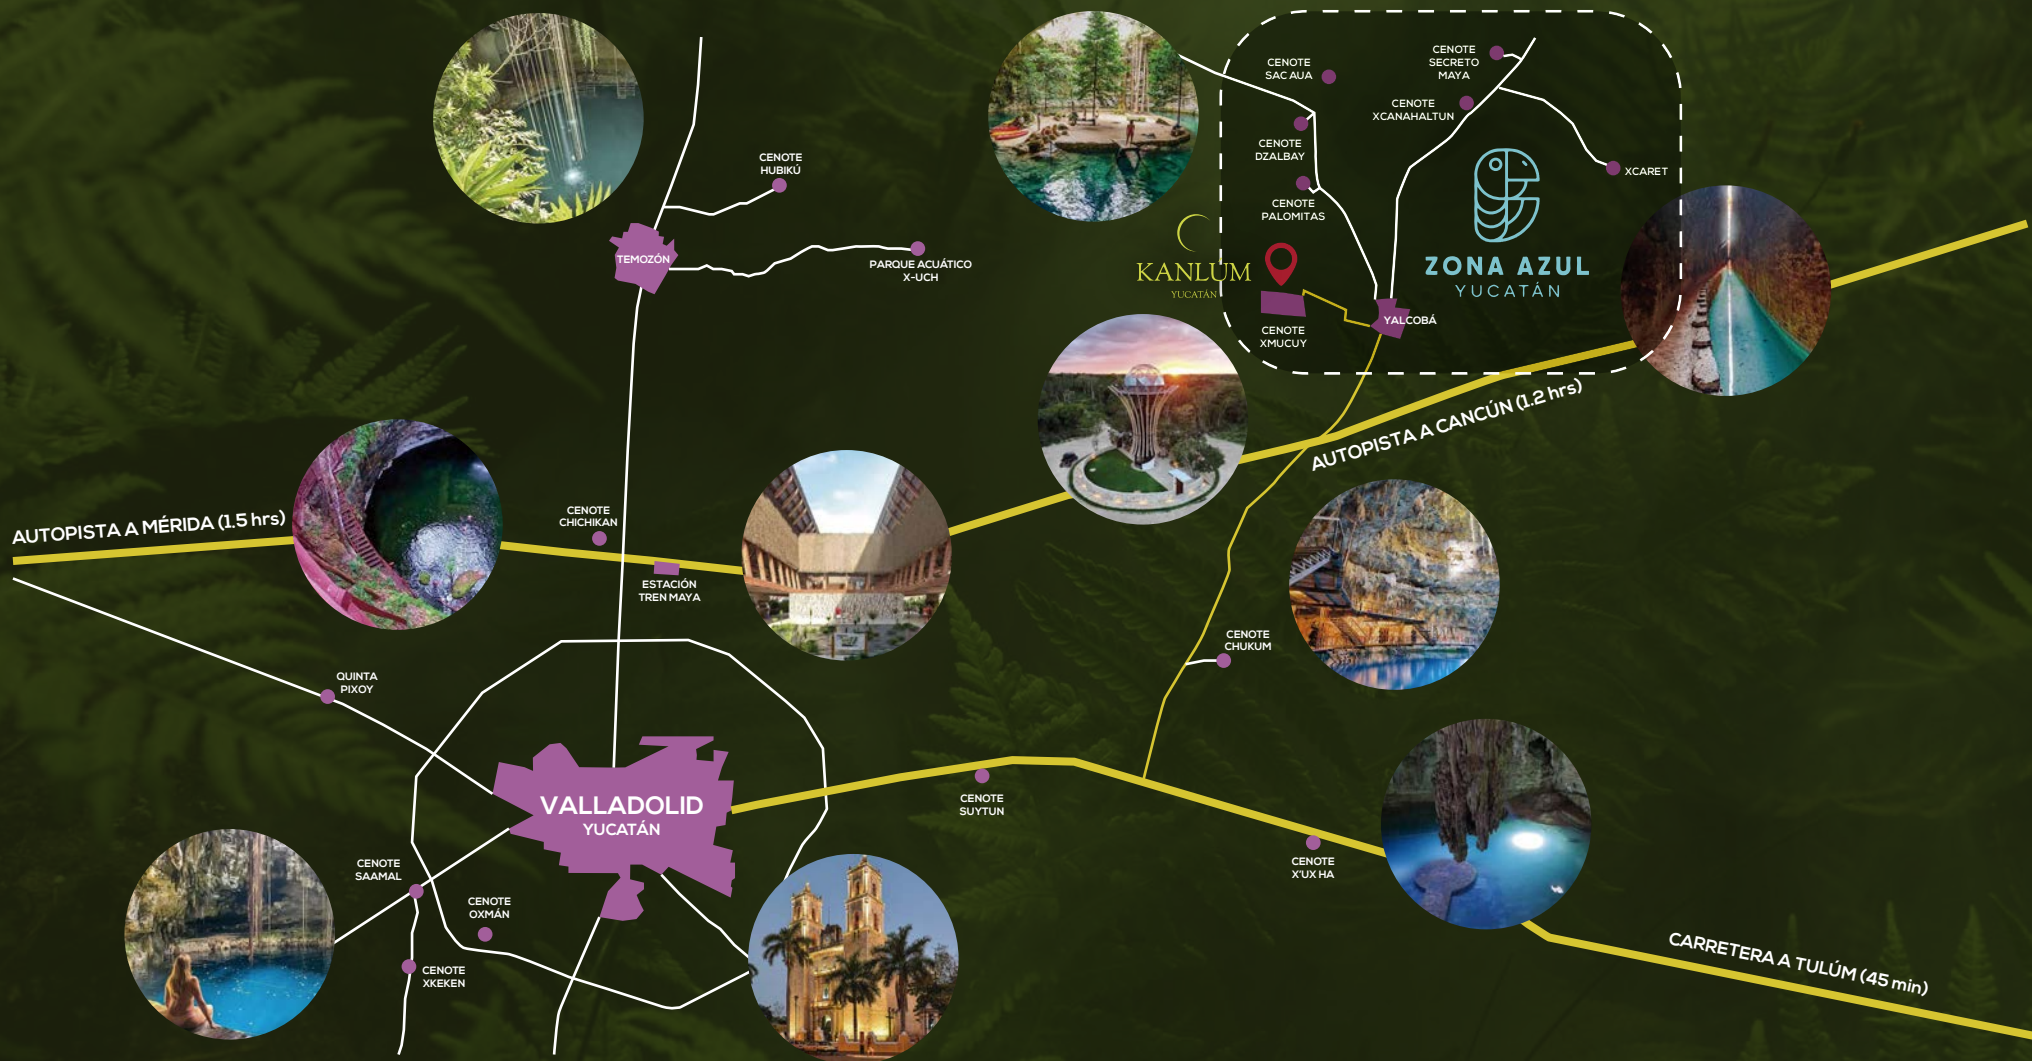 CENOTE
SAC AUA
CENOTE
SECRETO
MAYA
CENOTE
XCANAHALTUN
CENOTE
DZALBAY
CENOTE
HUBIKÚ
XCARET
CENOTE
PALOMITAS
TEMOZÓN
PARQUE ACUÁTICO
X-UCH
KANLUM
YUCATÁN
ZONA AZUL
YUCATÁN
CENOTE
XMUCUY
YALCOBÁ
AUTOPISTA A CANCÚN (1.2 hrs)
AUTOPISTA A MÉRIDA (1.5 hrs)
CENOTE
CHICHIKAN
ESTACIÓN
TREN MAYA
CENOTE
CHUKUM
QUINTA
PIXOY
VALLADOLID
YUCATÁN
CENOTE
SUYTUN
CENOTE
X'UX HA
CENOTE
SAAMAL
CENOTE
OXMÁN
CENOTE
XKEKEN
CARRETERA A TULÚM (45 min)